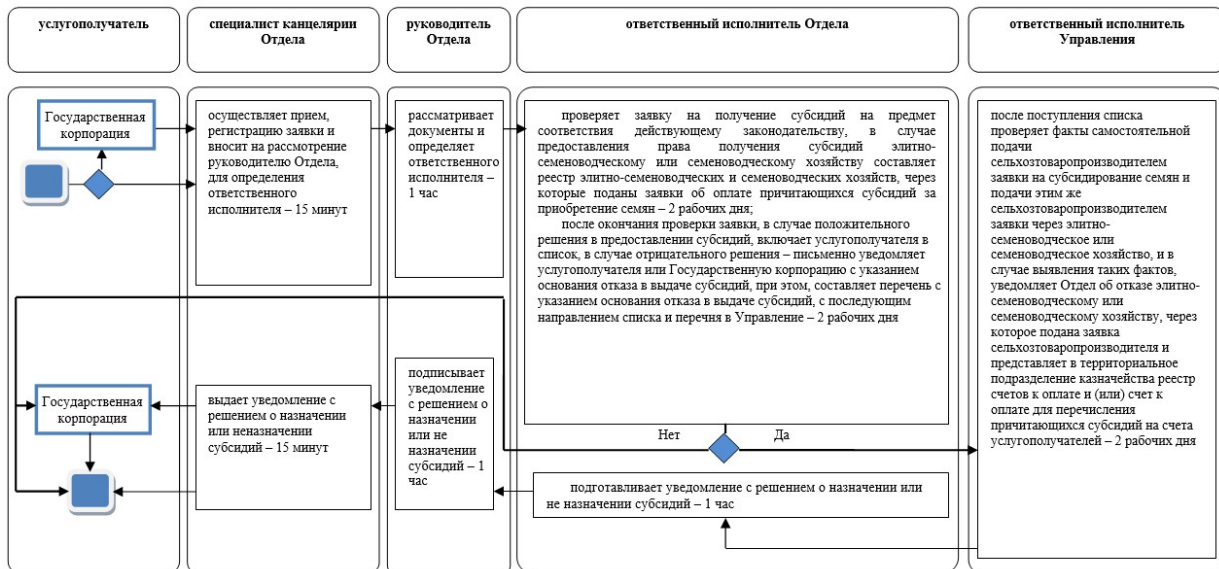 услугополучатель
специалист канцелярии
Отдела
руководитель
Отдела
ответственный исполнитель Отдела
ответственный исполнитель
Управления
Государственная
корпорация
осуществляет прием,
регистрацию заявки и
вносит на рассмотрение
руководителю Отдела,
для определения
ответственного
исполнителя – 15 минут
рассматривает
документы и
определяет
ответственного
исполнителя –
1 час
проверяет заявку на получение субсидий на предмет
соответствия действующему законодательству, в случае
предоставления права получения субсидий элитно-
семеноводческому или семеноводческому хозяйству составляет
реестр элитно-семеноводческих и семеноводческих хозяйств, через
которые поданы заявки об оплате причитающихся субсидий за
приобретение семян – 2 рабочих дня;
после окончания проверки заявки, в случае положительного
решения в предоставлении субсидий, включает услугополучателя в
список, в случае отрицательного решения – письменно уведомляет
услугополучателя или Государственную корпорацию с указанием
основания отказа в выдаче субсидий, при этом, составляет перечень с
указанием основания отказа в выдаче субсидий, с последующим
направлением списка и перечня в Управление – 2 рабочих дня
после поступления списка
проверяет факты самостоятельной
подачи
сельхозтоваропроизводителем
заявки на субсидирование семян и
подачи этим же
сельхозтоваропроизводителем
заявки через элитно-
семеноводческое или
семеноводческое хозяйство, и в
случае выявления таких фактов,
уведомляет Отдел об отказе элитно-
семеноводческому или
семеноводческому хозяйству, через
которое подана заявка
сельхозтоваропроизводителя и
представляет в территориальное
подразделение казначейства реестр
счетов к оплате и (или) счет к
оплате для перечисления
причитающихся субсидий на счета
услугополучателей – 2 рабочих дня
Государственная
корпорация
выдает уведомление с
решением о назначении
или неназначении
субсидий – 15 минут
подписывает
уведомление
с решением о
назначении
или не
назначении
субсидий – 1
час
Нет
Да
подготавливает уведомление с решением о назначении или
не назначении субсидий – 1 час